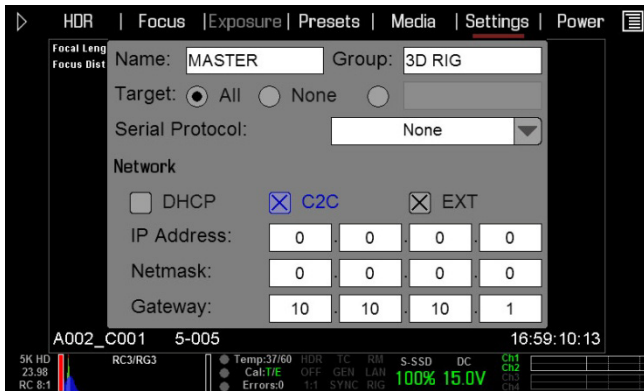 HDR | Focus | Exposure | Presets | Media | Settings | Power
Focal Leng
Focus Dist
Name: MASTER Group: 3D RIG
Target: All None
Serial Protocol: None
Network
DHCP C2C EXT
IP Address: 0 . 0 . 0 . 0
Netmask: 0 . 0 . 0 . 0
Gateway: 10 . 10 . 10 . 1
A002_C001 5-005 16:59:10:13
5K HD RC3/RG3 Temp:37/60 HDR TC RM S-SSD DC Ch1
23.98 Cal:T/E OFF GEN LAN 100% 15.0V Ch2
RC 8:1 Errors:0 1:1 SYNC RIG Ch3
Ch4